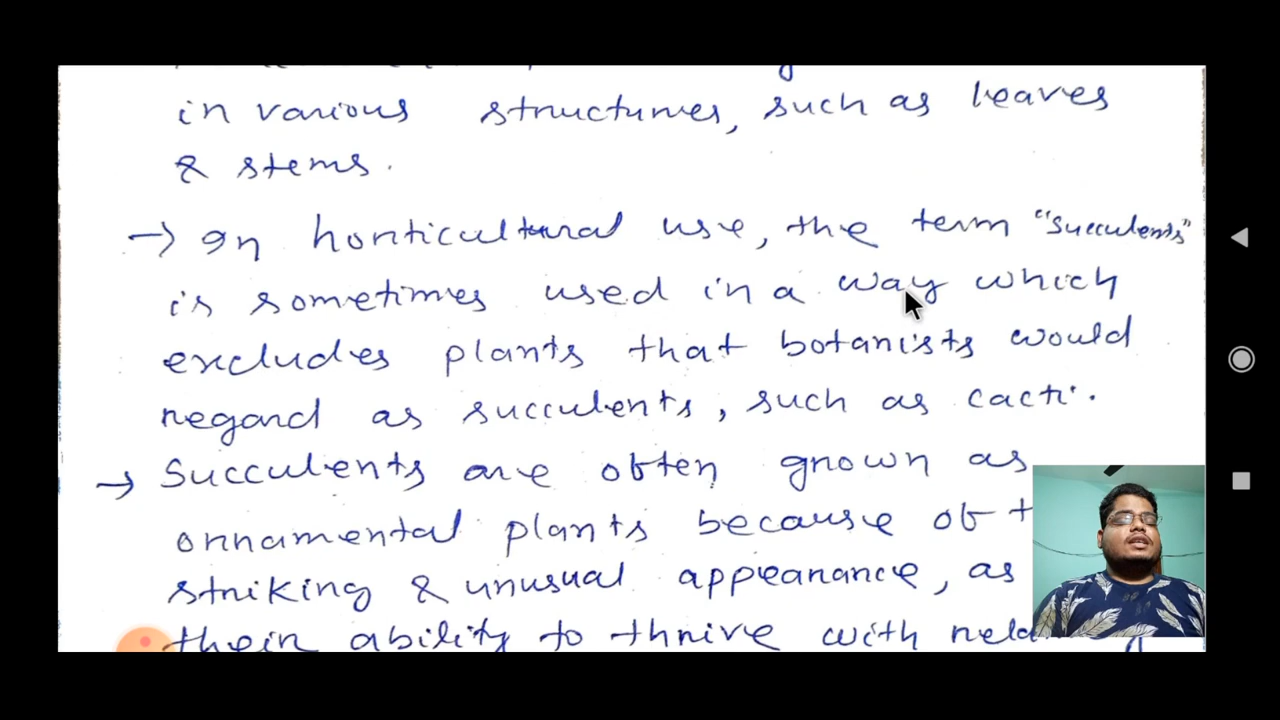 in various structures, such as leaves
& stems.
→ In horticultural use, the term "succulents"
is sometimes used in a way which
excludes plants that botanists would
regard as succulents, such as cacti.
→ Succulents are often grown as
ornamental plants because of
striking & unusual appearance, as
their ability to thrive with